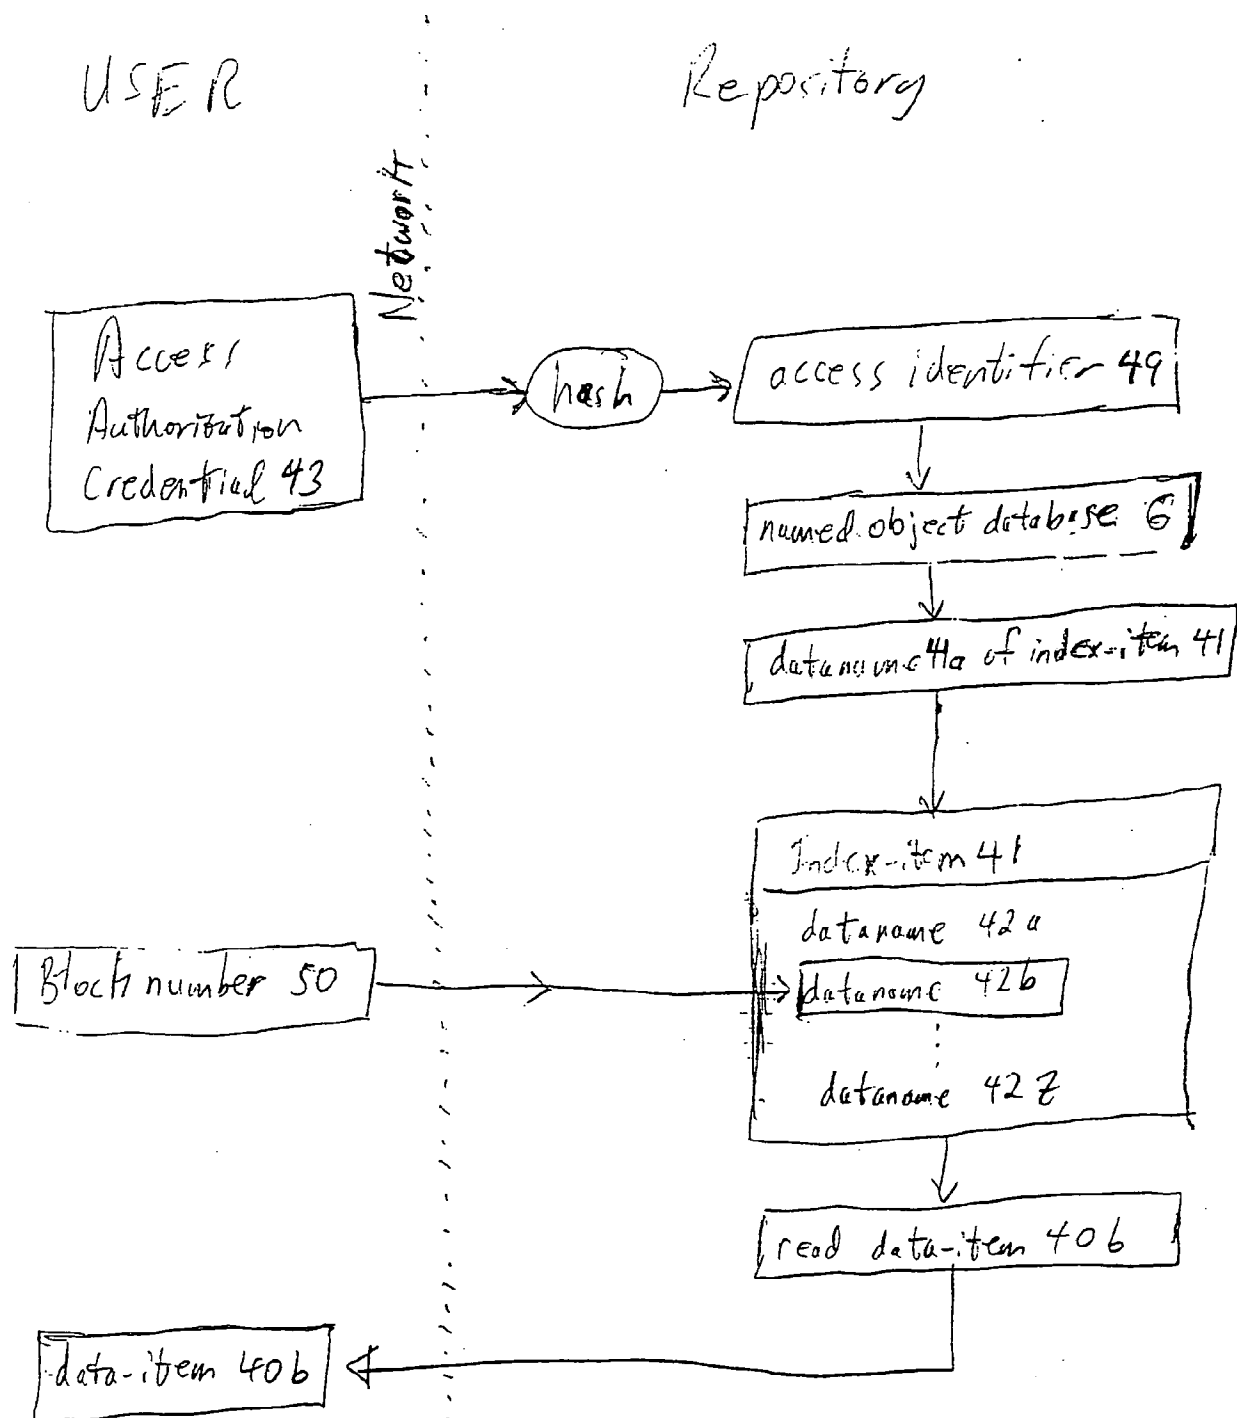 USER
Repository
Network
Access
Authorization
Credential 43
hash
access identifier 49
named object database 6
dataname 41a of index-item 41
Index-item 41
dataname 42a
Block number 50
dataname 42b
dataname 42z
read data-item 40b
data-item 40b